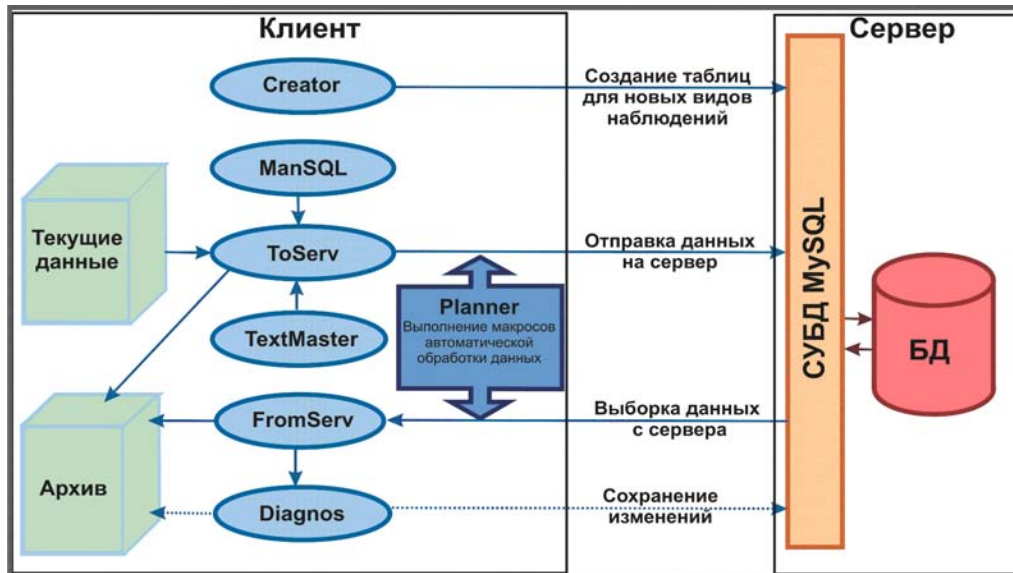 Клиент
Сервер
Creator
Создание таблиц
для новых видов
наблюдений
ManSQL
Текущие
данные
ToServ
Отправка данных
на сервер
Planner
Выполнение макросов
автоматической
обработки данных
TextMaster
СУБД MySQL
БД
FromServ
Выборка данных
с сервера
Архив
Diagnos
Сохранение
изменений